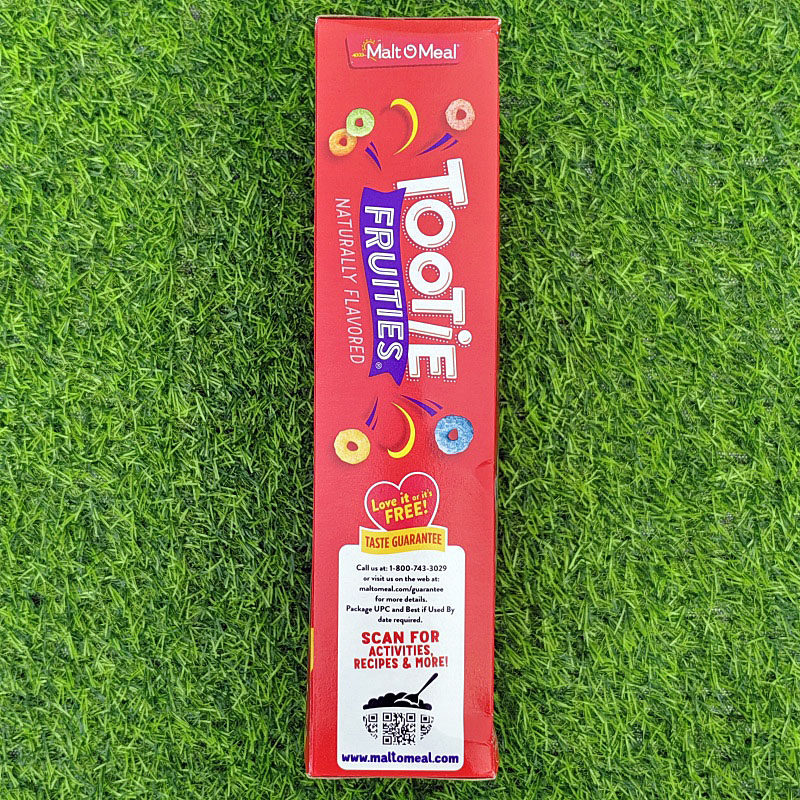 Malt O Meal
TOOTIE
FRUITIES®
NATURALLY FLAVORED
Love it or it's
FREE!
TASTE GUARANTEE
Call us at: 1-800-743-3029
or visit us on the web at:
maltomeal.com/guarantee
for more details.
Package UPC and Best if Used By
date required.
SCAN FOR
ACTIVITIES,
RECIPES & MORE!
www.maltomeal.com